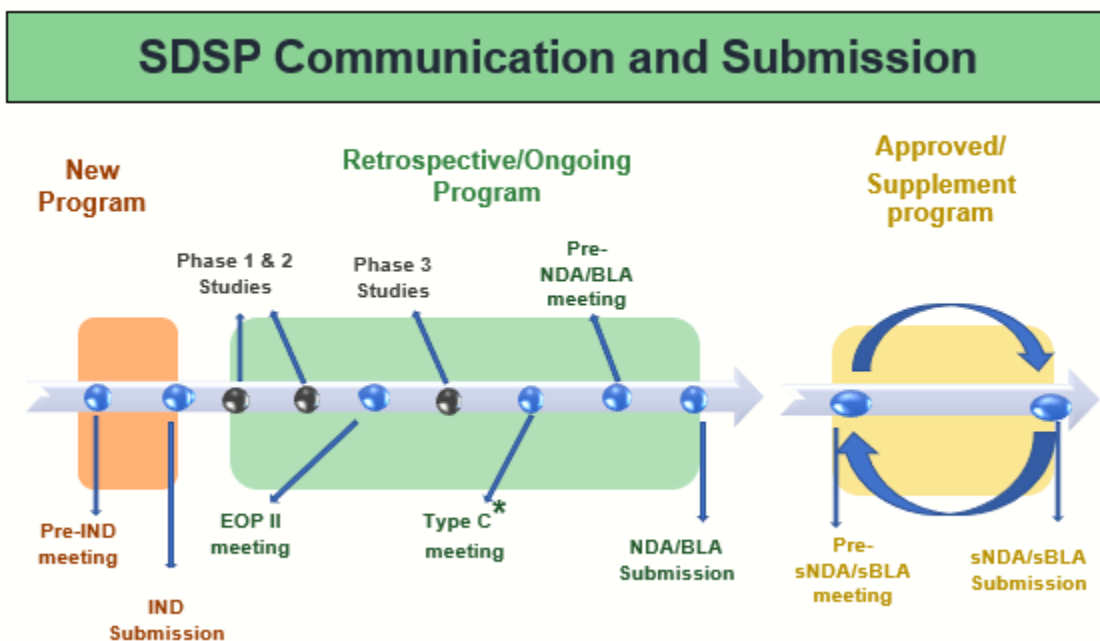 SDSP Communication and Submission
New
Program
Retrospective/Ongoing
Program
Approved/
Supplement
program
Phase 1 & 2
Studies
Phase 3
Studies
Pre-
NDA/BLA
meeting
Pre-IND
meeting
IND
Submission
EOP II
meeting
Type C*
meeting
NDA/BLA
Submission
Pre-
sNDA/sBLA
meeting
sNDA/sBLA
Submission